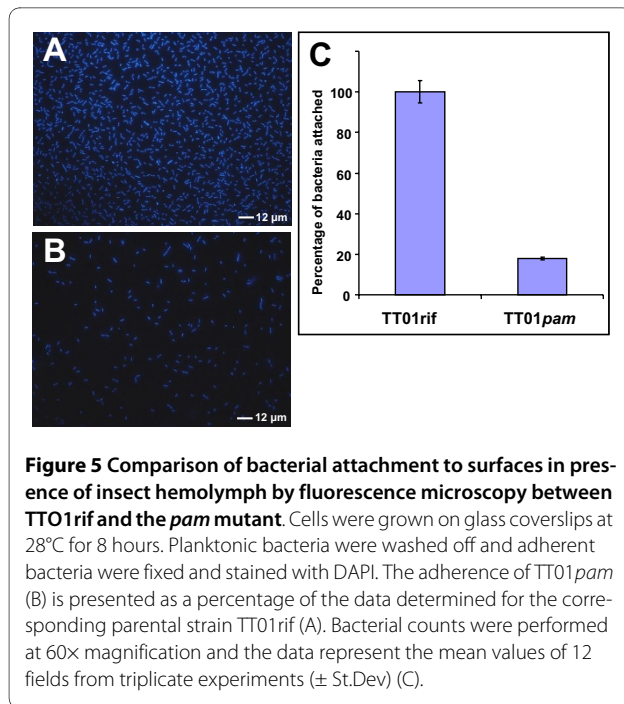 A
12 µm
B
12 µm
C
Percentage of bacteria attached
100
80
60
40
20
0
TT01rif
TT01pam
Figure 5 Comparison of bacterial attachment to surfaces in pres-
ence of insect hemolymph by fluorescence microscopy between
TTO1rif and the pam mutant. Cells were grown on glass coverslips at
28°C for 8 hours. Planktonic bacteria were washed off and adherent
bacteria were fixed and stained with DAPI. The adherence of TT01pam
(B) is presented as a percentage of the data determined for the corre-
sponding parental strain TT01rif (A). Bacterial counts were performed
at 60× magnification and the data represent the mean values of 12
fields from triplicate experiments (± St.Dev) (C).